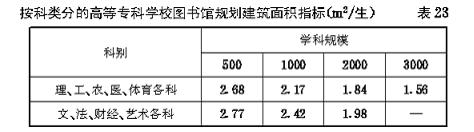 按科类分的高等专科学校图书馆规划建筑面积指标(m²/生) 表 23
科别 学科规模
500 1000 2000 3000
理、工、农、医、体育各科 2.68 2.17 1.84 1.56
文、法、财经、艺术各科 2.77 2.42 1.98 —